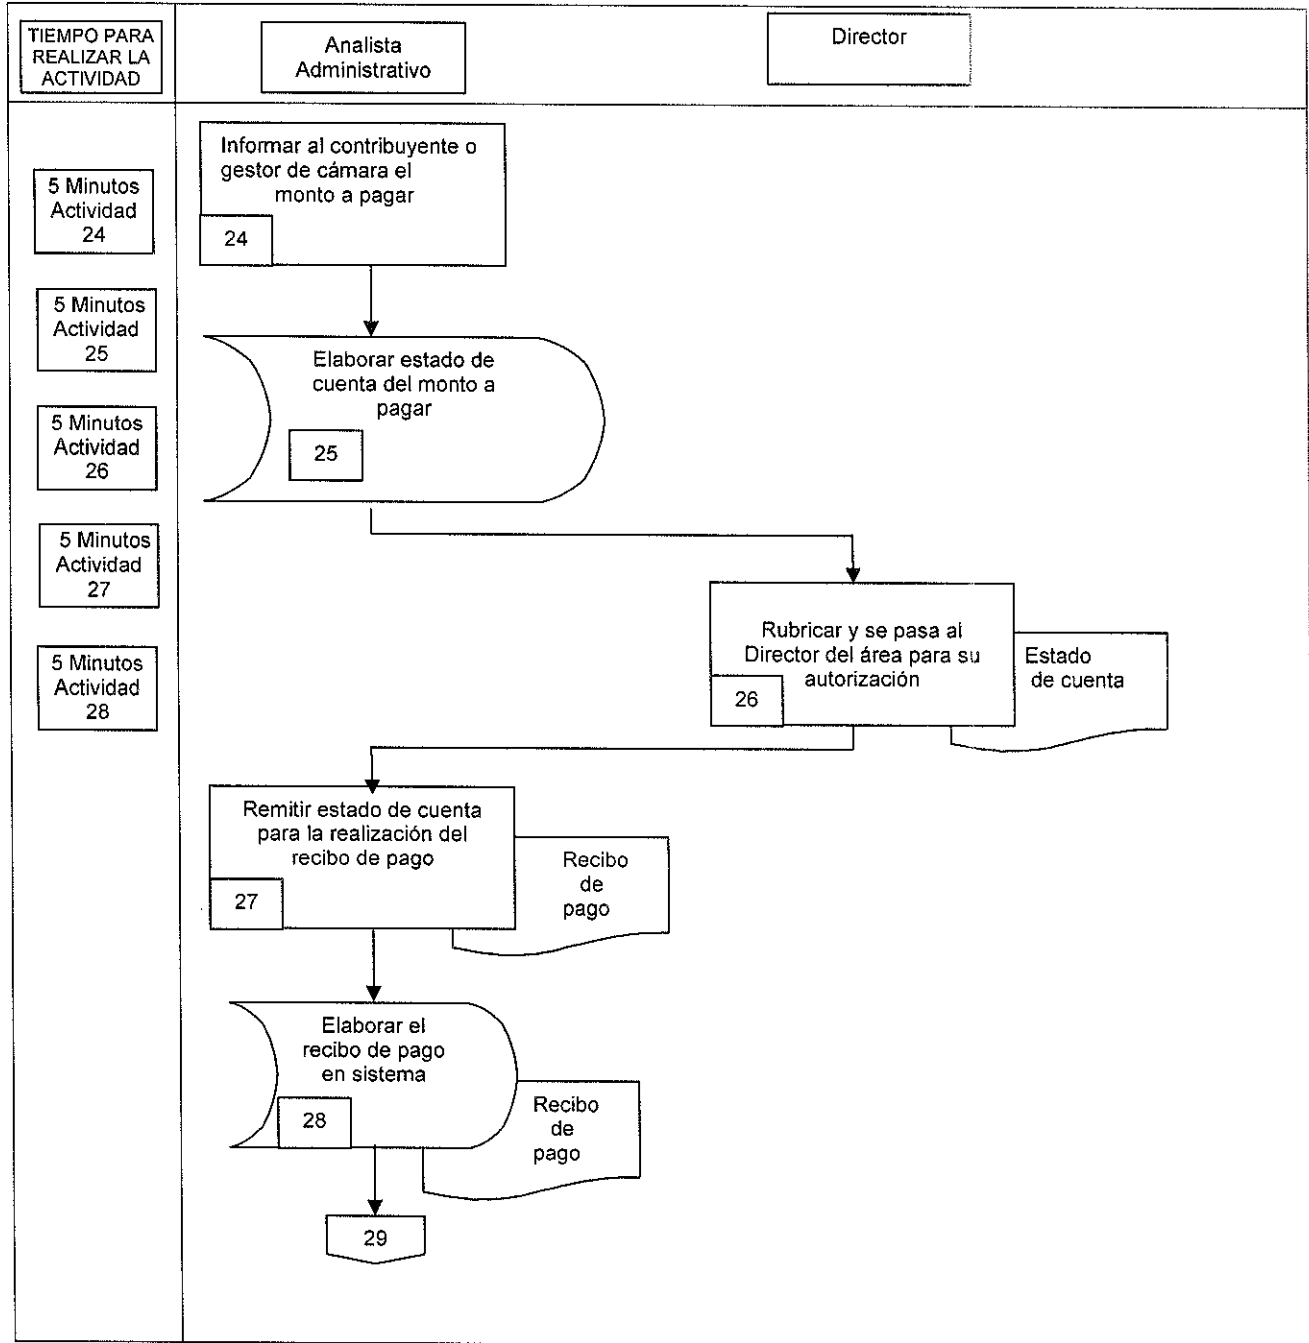 TIEMPO PARA
REALIZAR LA
ACTIVIDAD
Analista
Administrativo
Director
5 Minutos
Actividad
24
5 Minutos
Actividad
25
5 Minutos
Actividad
26
5 Minutos
Actividad
27
5 Minutos
Actividad
28
Informar al contribuyente o
gestor de cámara el
monto a pagar
24
Elaborar estado de
cuenta del monto a
pagar
25
Rubricar y se pasa al
Director del área para su
autorización
26
Estado
de cuenta
Remitir estado de cuenta
para la realización del
recibo de pago
27
Recibo
de
pago
Elaborar el
recibo de pago
en sistema
28
Recibo
de
pago
29